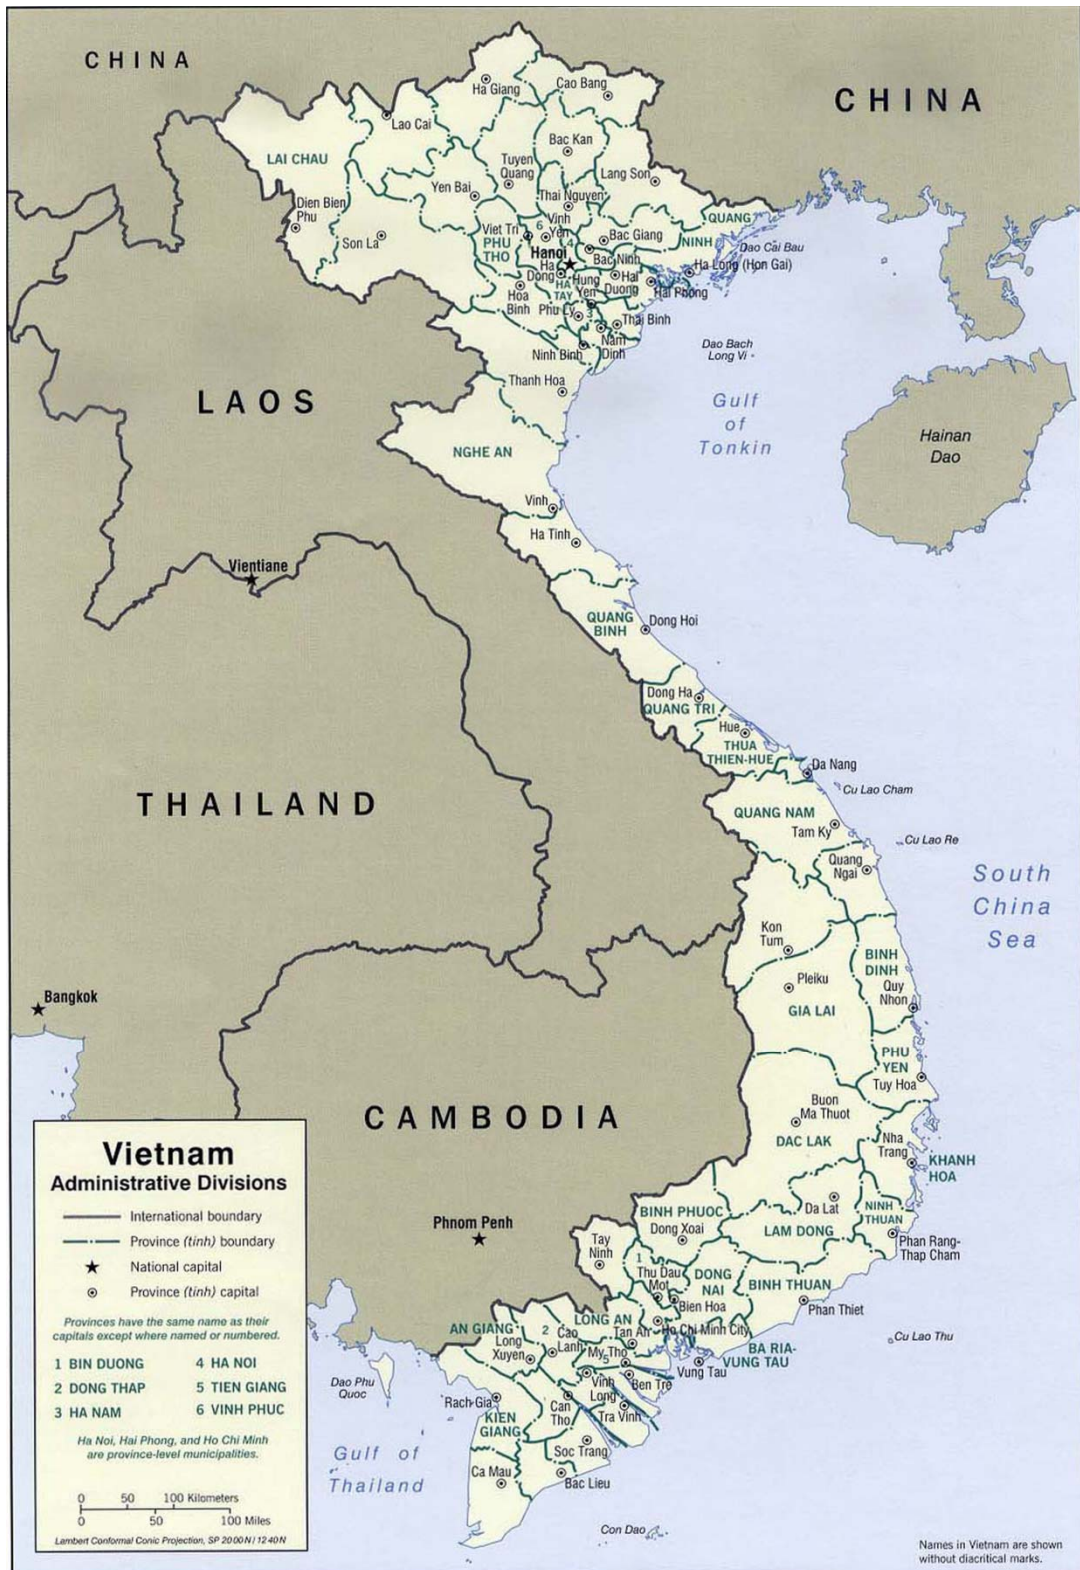 CHINA
CHINA
Ha Giang
Cao Bang
Lao Cai
LAI CHAU
Bac Kan
Tuyen
Quang
Lang Son
Yen Bai
Thai Nguyen
Dien Bien
Phu
Son La
Viet Tri
6
Vinh
Yen
4
PHU
THO
Hanoi
Bac Giang
QUANG
NINH
Dao Cai Bau
Bac Ninh
Ha Long (Hon Gai)
Ha
Dong
HA
TAY
Hung
Yen
Hai
Duong
Hai Phong
Hoa
Binh
Phu Ly
3
Thai Binh
Nam
Dinh
Ninh Binh
Dao Bach
Long Vi
Thanh Hoa
LAOS
Gulf
of
Tonkin
Hainan
Dao
NGHE AN
Vinh
Ha Tinh
Vientiane
QUANG
BINH
Dong Hoi
Dong Ha
QUANG TRI
Hue
THUA
THIEN-HUE
Da Nang
Cu Lao Cham
THAILAND
QUANG NAM
Tam Ky
Cu Lao Re
Quang
Ngai
South
China
Sea
Kon
Tum
BINH
DINH
Pleiku
Quy
Nhon
GIA LAI
Bangkok
PHU
YEN
Tuy Hoa
CAMBODIA
Buon
Ma Thuot
DAC LAK
Nha
Trang
KHANH
HOA
BINH PHUOC
Dong Xoai
Da Lat
NINH
THUAN
LAM DONG
Phan Rang-
Thap Cham
Phnom Penh
Tay
Ninh
1
Thu Dau
Mot
DONG
NAI
BINH THUAN
Bien Hoa
Phan Thiet
AN GIANG
LONG AN
2
Cao
Lanh
Tan An
Ho Chi Minh City
BA RIA-
VUNG TAU
Cu Lao Thu
Long
Xuyen
My Tho
5
Vung Tau
Dao Phu
Quoc
Vinh
Long
Ben Tre
Rach Gia
Can
Tho
Tra Vinh
KIEN
GIANG
Soc Trang
Gulf of
Thailand
Ca Mau
Bac Lieu
Con Dao
Vietnam
Administrative Divisions
International boundary
Province (tinh) boundary
National capital
Province (tinh) capital
Provinces have the same name as their
capitals except where named or numbered.
1 BIN DUONG 4 HA NOI
2 DONG THAP 5 TIEN GIANG
3 HA NAM 6 VINH PHUC
Ha Noi, Hai Phong, and Ho Chi Minh
are province-level municipalities.
0 50 100 Kilometers
0 50 100 Miles
Lambert Conformal Conic Projection, SP 20 00 N / 12 40 N
Names in Vietnam are shown
without diacritical marks.